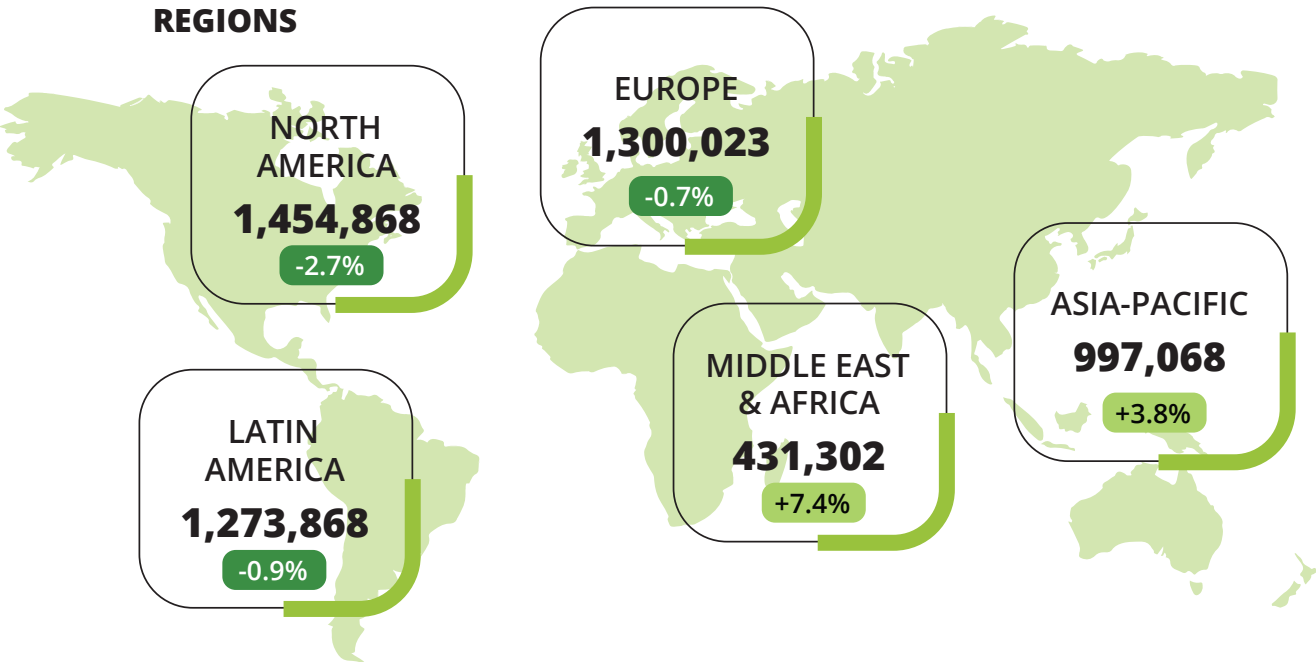 REGIONS
NORTH
AMERICA
1,454,868
-2.7%
EUROPE
1,300,023
-0.7%
ASIA-PACIFIC
997,068
+3.8%
MIDDLE EAST
& AFRICA
431,302
+7.4%
LATIN
AMERICA
1,273,868
-0.9%